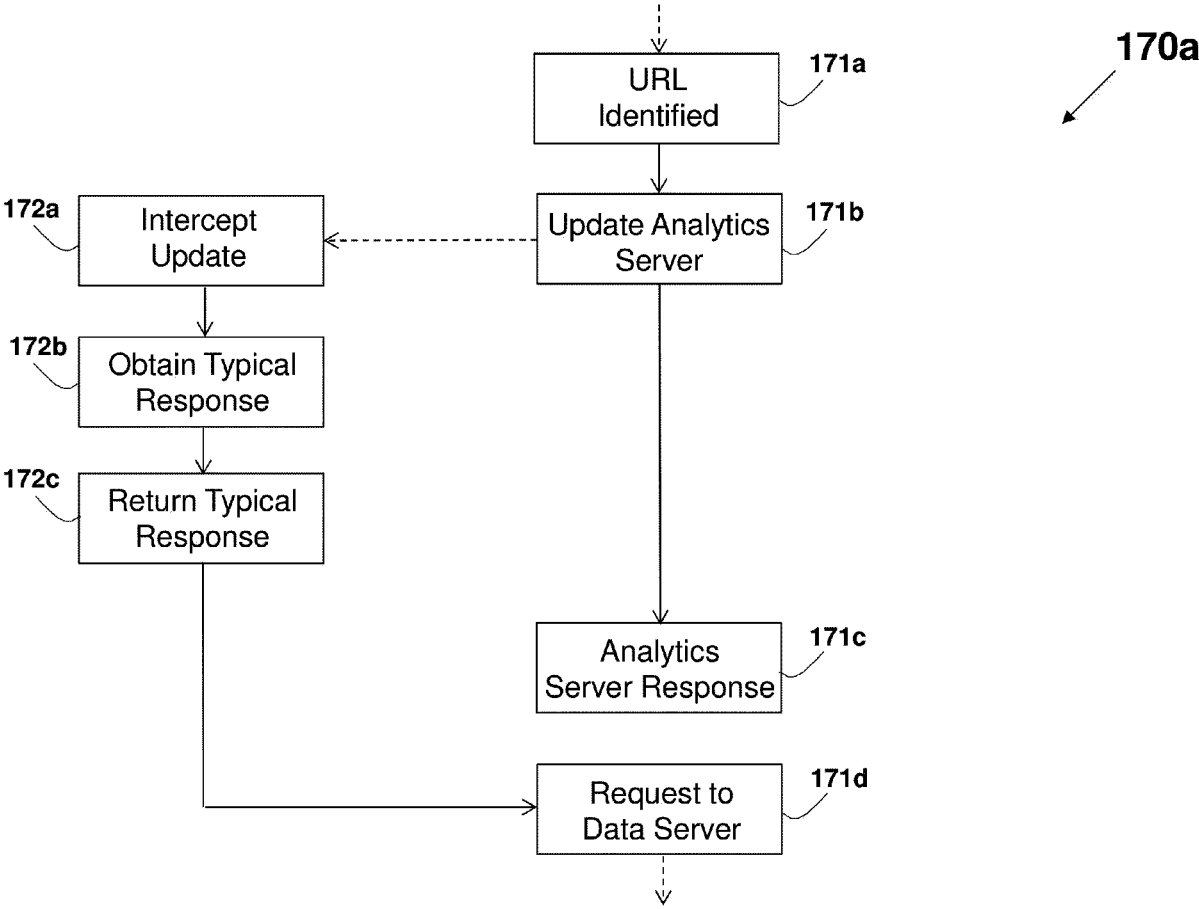 170a
171a
URL
Identified
171b
Update Analytics
Server
172a
Intercept
Update
172b
Obtain Typical
Response
172c
Return Typical
Response
171c
Analytics
Server Response
171d
Request to
Data Server